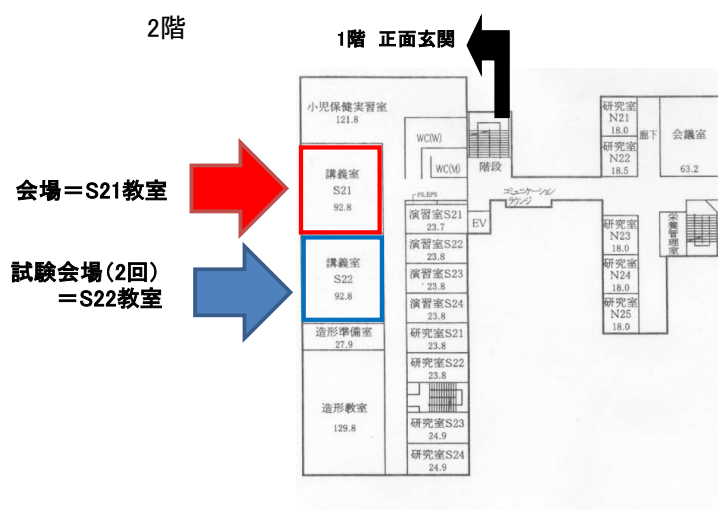 2階
1階 正面玄関
小児保健実習室
121.8
WC(W)
WC(M)
階段
研究室
N21
18.0
研究室
N22
18.5
廊下
会議室
63.2
会場=S21教室
講義室
S21
92.8
PS,EPS
コミュニケーション
ラウンジ
演習室S21
23.7
EV
試験会場(2回)
=S22教室
講義室
S22
92.8
演習室S22
23.8
演習室S23
23.8
演習室S24
23.8
研究室
N23
18.0
研究室
N24
18.0
研究室
N25
18.0
栄養管理室
造形準備室
27.9
研究室S21
23.8
研究室S22
23.8
造形教室
129.8
研究室S23
24.9
研究室S24
24.9